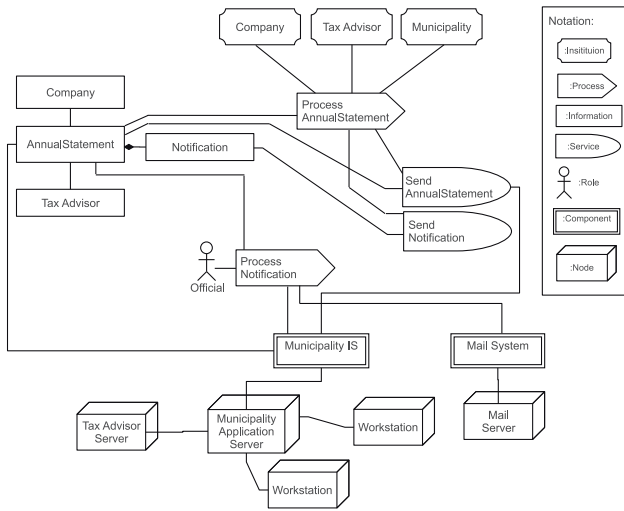 Company
Tax Advisor
Municipality
Notation:
:Insitituion
:Process
:Information
:Service
:Role
:Component
:Node
Company
AnnualStatement
Tax Advisor
Notification
Process
AnnualStatement
Send
AnnualStatement
Send
Notification
Official
Process
Notification
Municipality IS
Mail System
Tax Advisor
Server
Municipality
Application
Server
Workstation
Workstation
Mail
Server